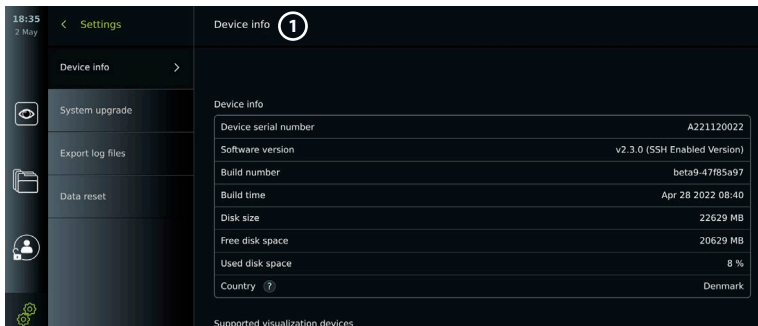 18:35
2 May
Settings
Device info
1
Device info
System upgrade
Export log files
Data reset
Device info
Device serial number A221120022
Software version v2.3.0 (SSH Enabled Version)
Build number beta9-47f85a97
Build time Apr 28 2022 08:40
Disk size 22629 MB
Free disk space 20629 MB
Used disk space 8 %
Country ? Denmark
Supported visualization devices